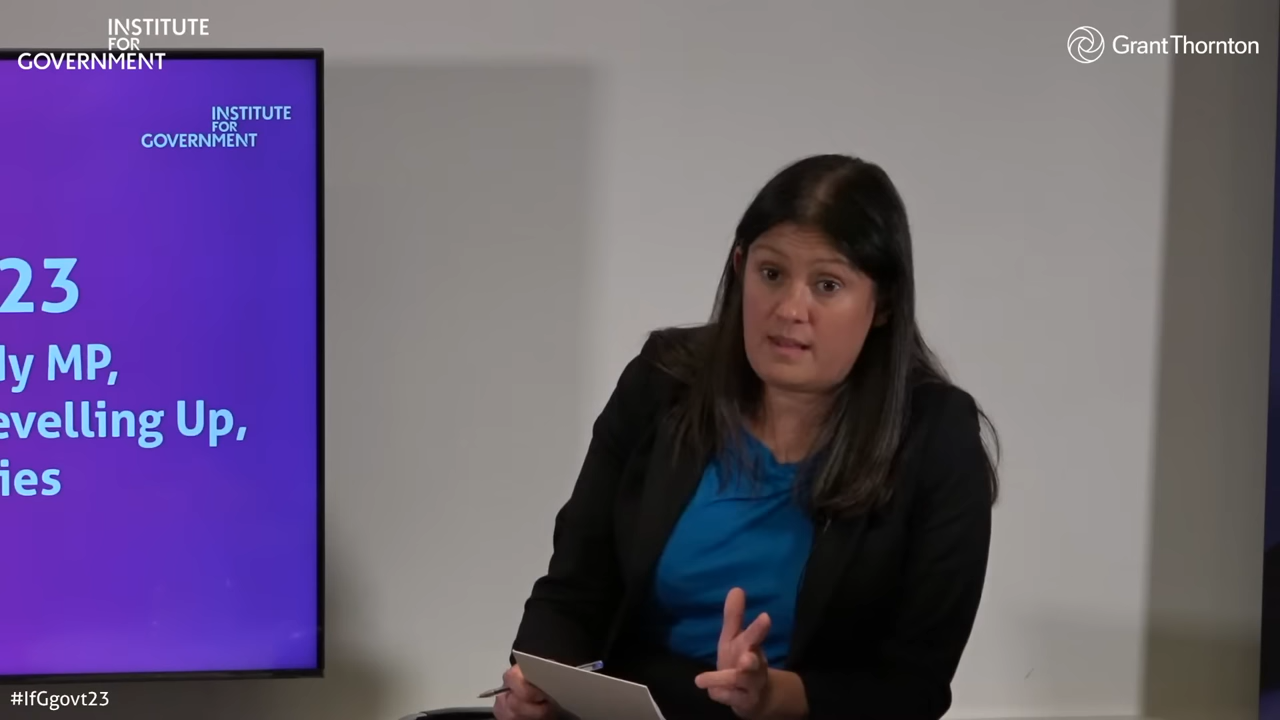 INSTITUTE
FOR
GOVERNMENT
GrantThornton
INSTITUTE
FOR
GOVERNMENT
23
ly MP,
evelling Up,
ies
#IfGgovt23